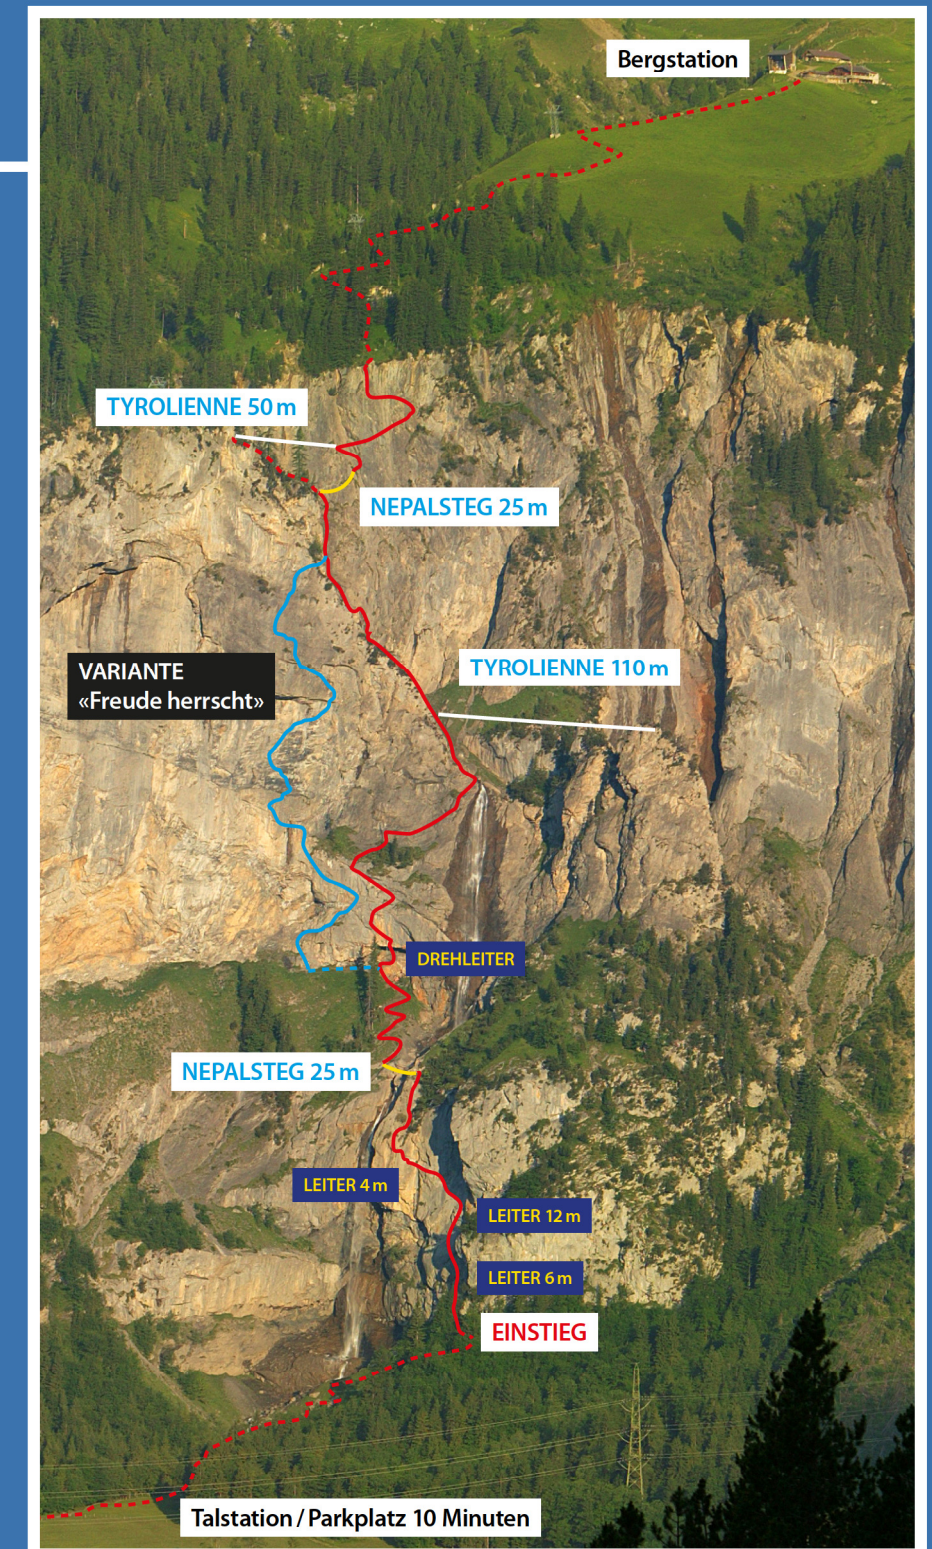 Bergstation
TYROLIENNE 50 m
NEPALSTEG 25 m
TYROLIENNE 110 m
VARIANTE
«Freude herrscht»
DREHLEITER
NEPALSTEG 25 m
LEITER 4 m
LEITER 12 m
LEITER 6 m
EINSTIEG
Talstation / Parkplatz 10 Minuten